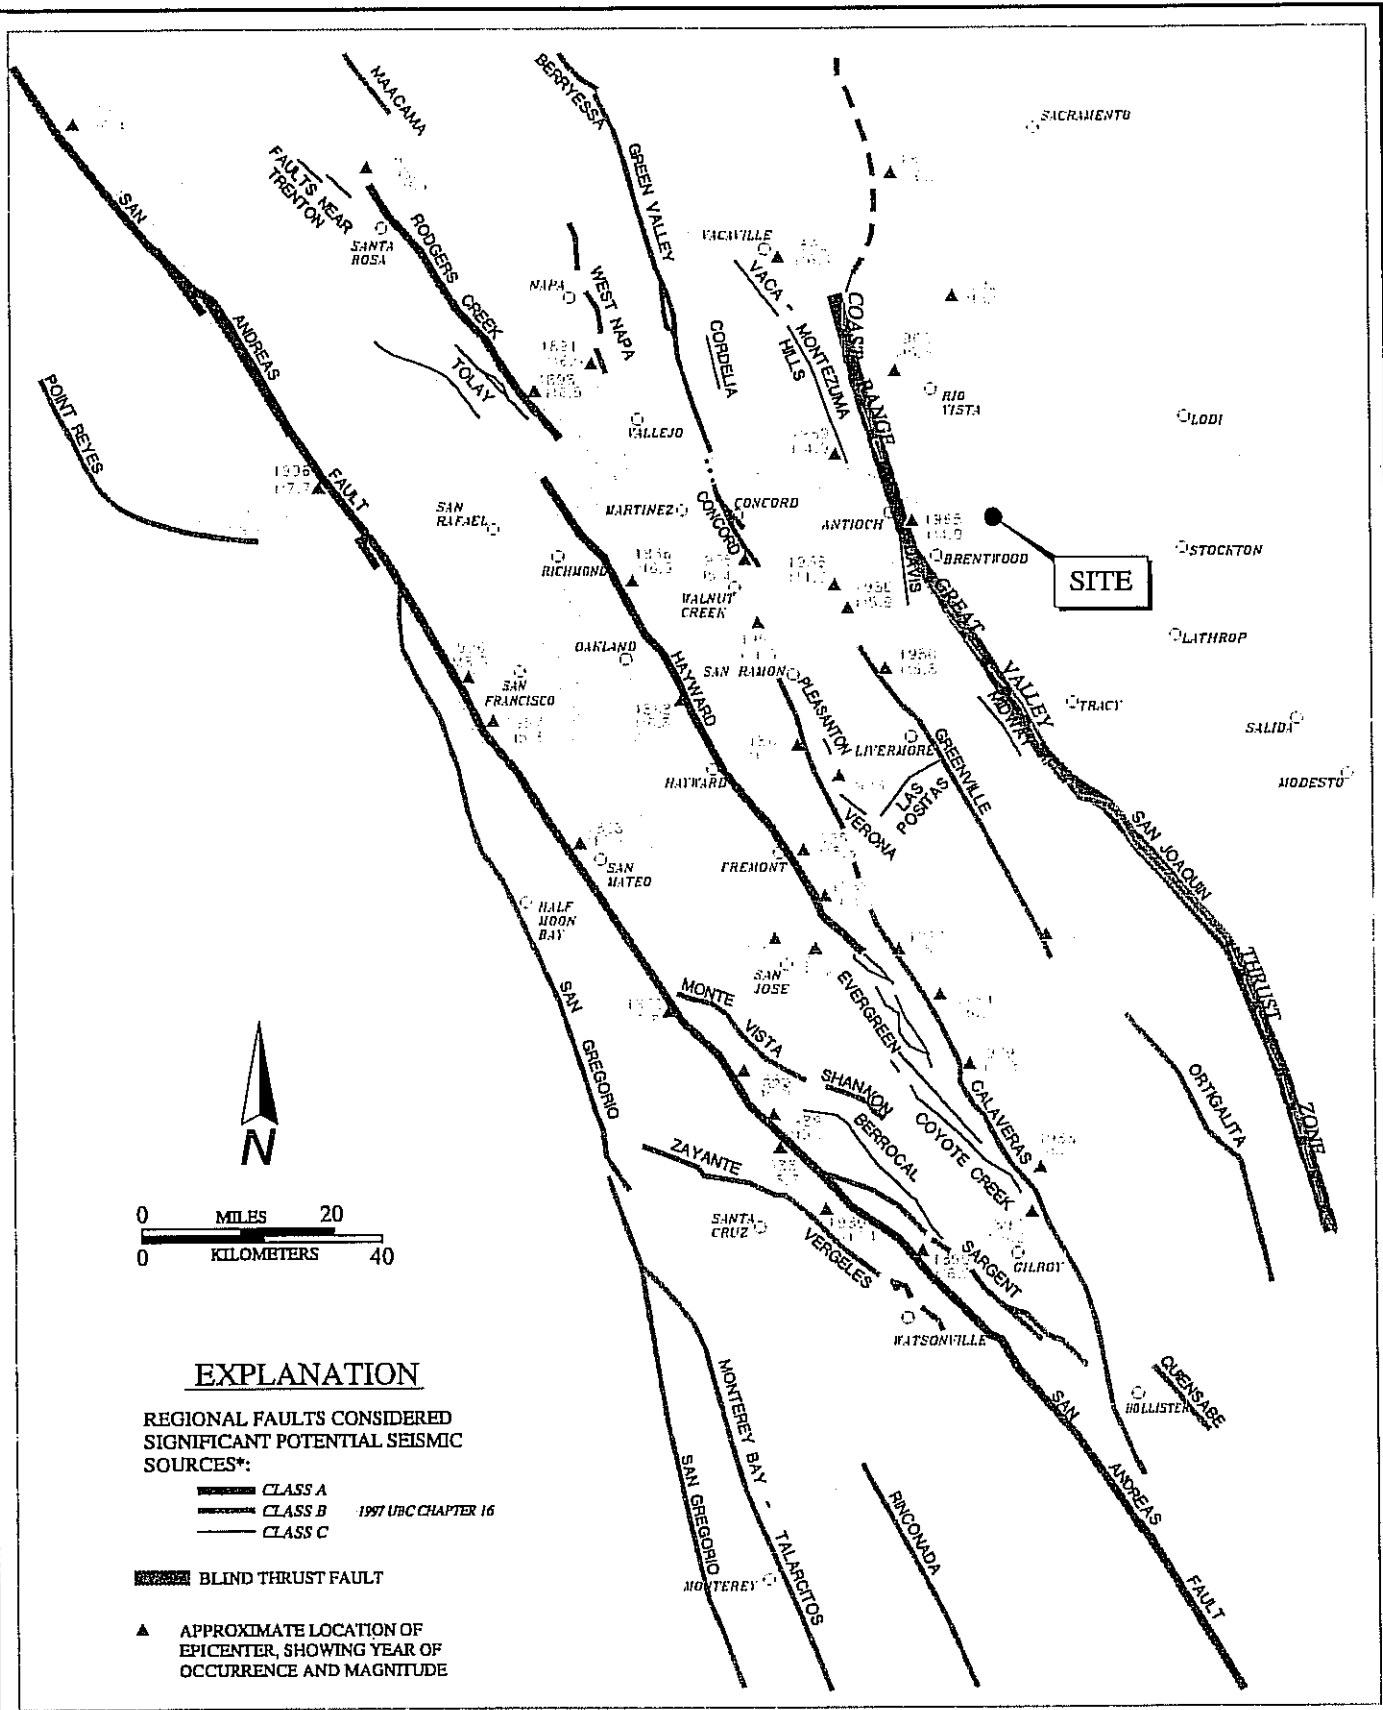 MAACAMA
BERRYESSA
SACRAMENTO
SAN
FAULTS NEAR
TRENTON
SANTA
ROSA
RODGERS
CREEK
GREEN VALLEY
VACAVILLE
VACA -
MONTEZUMA
HILLS
NAPA
WEST NAPA
CORDELIA
COAST
RANGE
ANDREAS
TOLAY
1891
1898
RIO
VISTA
LODI
POINT REYES
VALLEJO
FAULT
SAN
RAFAEL
MARTINEZ
CONCORD
CONCORD
ANTIOCH
DAVIS
BRENTWOOD
STOCKTON
SITE
RICHMOND
WALNUT
CREEK
GREAT
VALLEY
LATHROP
OAKLAND
SAN RAMON
1980
SAN
FRANCISCO
HAYWARD
PLEASANTON
MIDWAY
TRACY
SALIDA
LIVERMORE
GREENVILLE
HAYWARD
LAS
POSITAS
MODESTO
VERONA
SAN JOAQUIN
FREMONT
SAN
MATEO
HALF
MOON
BAY
SAN
JOSE
EVERGREEN
THRUST
MONTE
VISTA
SAN
GREGORIO
SHANNON
CALAVERAS
ORTIGALITA
ZONE
BERROCAL
COYOTE CREEK
ZAYANTE
N
0 MILES 20
0 KILOMETERS 40
SANTA
CRUZ
VERGELES
SARGENT
GILROY
WATSONVILLE
EXPLANATION
REGIONAL FAULTS CONSIDERED
SIGNIFICANT POTENTIAL SEISMIC
SOURCES*:
CLASS A
CLASS B 1997 UBC CHAPTER 16
CLASS C
BLIND THRUST FAULT
APPROXIMATE LOCATION OF
EPICENTER, SHOWING YEAR OF
OCCURRENCE AND MAGNITUDE
MONTEREY BAY -
TALARCITOS
SAN GREGORIO
MONTEREY
RINCONADA
QUENSABE
HOLLISTER
SAN
ANDREAS
FAULT